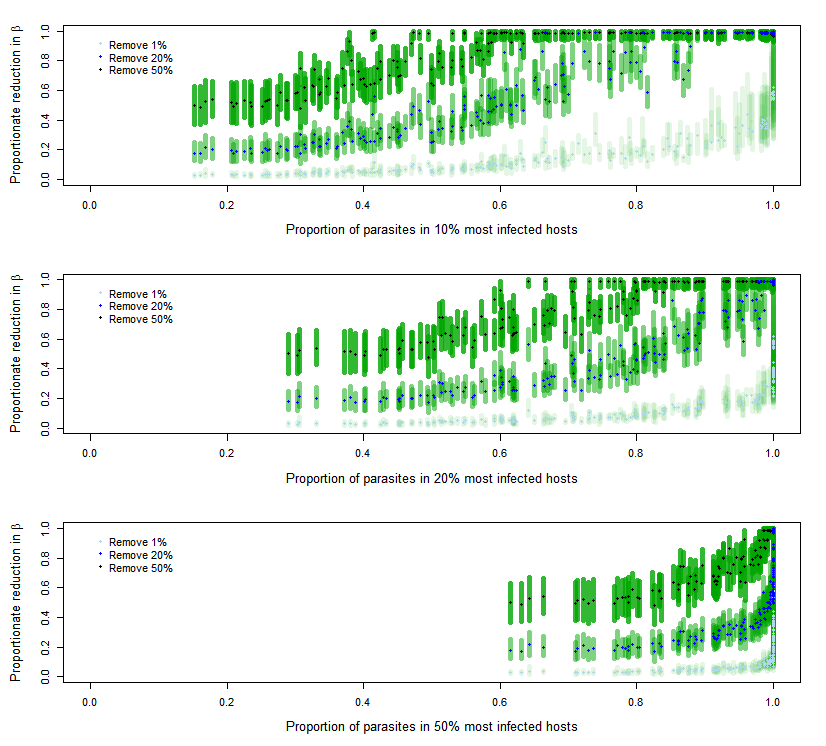 Proportionate reduction in β
1.0
0.8
0.6
0.4
0.2
0.0
Remove 1%
Remove 20%
Remove 50%
0.0 0.2 0.4 0.6 0.8 1.0
Proportion of parasites in 10% most infected hosts
Proportionate reduction in β
1.0
0.8
0.6
0.4
0.2
0.0
Remove 1%
Remove 20%
Remove 50%
0.0 0.2 0.4 0.6 0.8 1.0
Proportion of parasites in 20% most infected hosts
Proportionate reduction in β
1.0
0.8
0.6
0.4
0.2
0.0
Remove 1%
Remove 20%
Remove 50%
0.0 0.2 0.4 0.6 0.8 1.0
Proportion of parasites in 50% most infected hosts